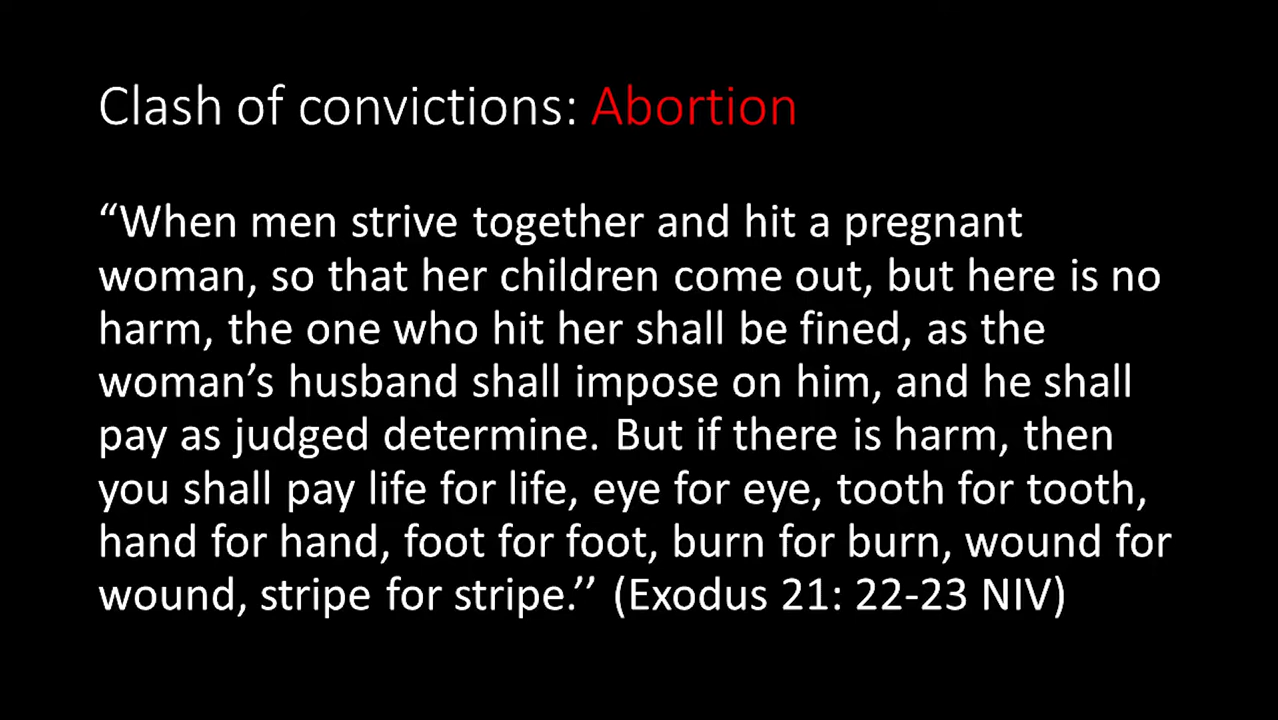 Clash of convictions: Abortion
“When men strive together and hit a pregnant
woman, so that her children come out, but here is no
harm, the one who hit her shall be fined, as the
woman’s husband shall impose on him, and he shall
pay as judged determine. But if there is harm, then
you shall pay life for life, eye for eye, tooth for tooth,
hand for hand, foot for foot, burn for burn, wound for
wound, stripe for stripe.’’ (Exodus 21: 22-23 NIV)